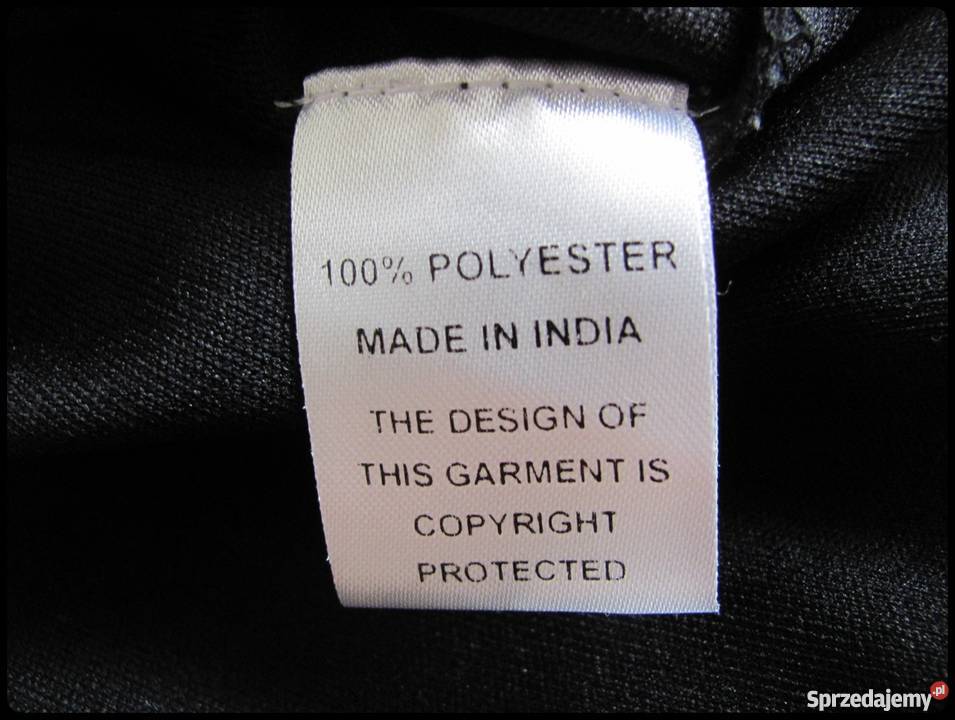 100% POLYESTER
MADE IN INDIA
THE DESIGN OF
THIS GARMENT IS
COPYRIGHT
PROTECTED
Sprzedajemy.pl